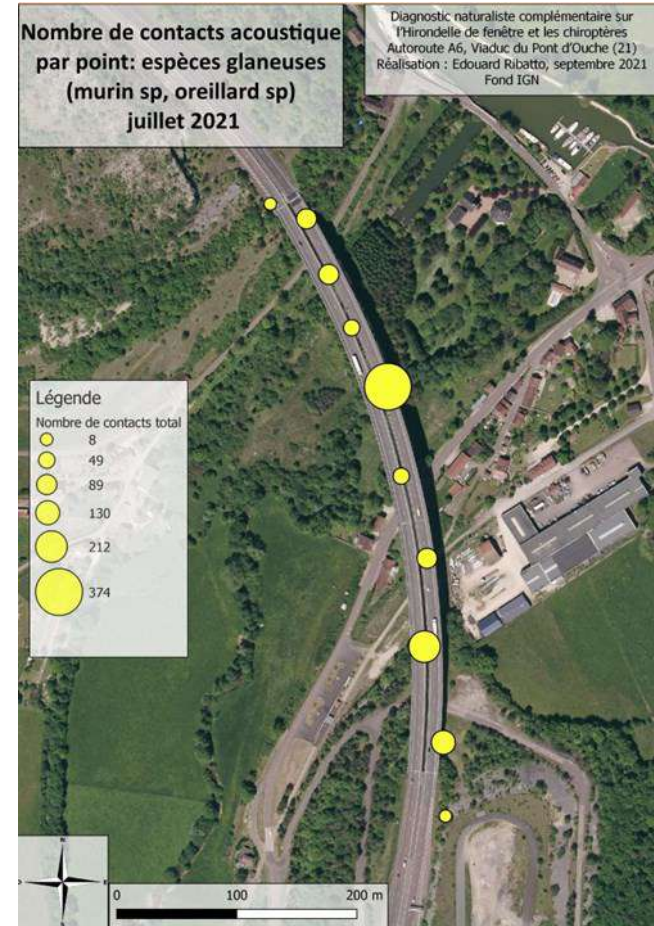 Nombre de contacts acoustique
par point: espèces glaneuses
(murin sp, oreillard sp)
juillet 2021
Diagnostic naturaliste complémentaire sur
l'Hirondelle de fenêtre et les chiroptères
Autoroute A6, Viaduc du Pont d'Ouche (21)
Réalisation : Edouard Ribatto, septembre 2021
Fond IGN
Légende
Nombre de contacts total
8
49
89
130
212
374
N
E
S
0 100 200 m